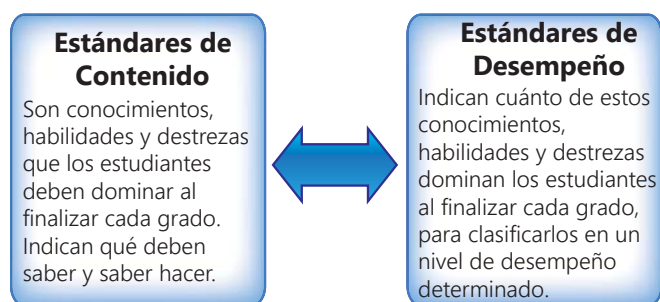 Estándares de
Contenido
Son conocimientos,
habilidades y destrezas
que los estudiantes
deben dominar al
finalizar cada grado.
Indican qué deben
saber y saber hacer.
Estándares de
Desempeño
Indican cuánto de estos
conocimientos,
habilidades y destrezas
dominan los estudiantes
al finalizar cada grado,
para clasificarlos en un
nivel de desempeño
determinado.